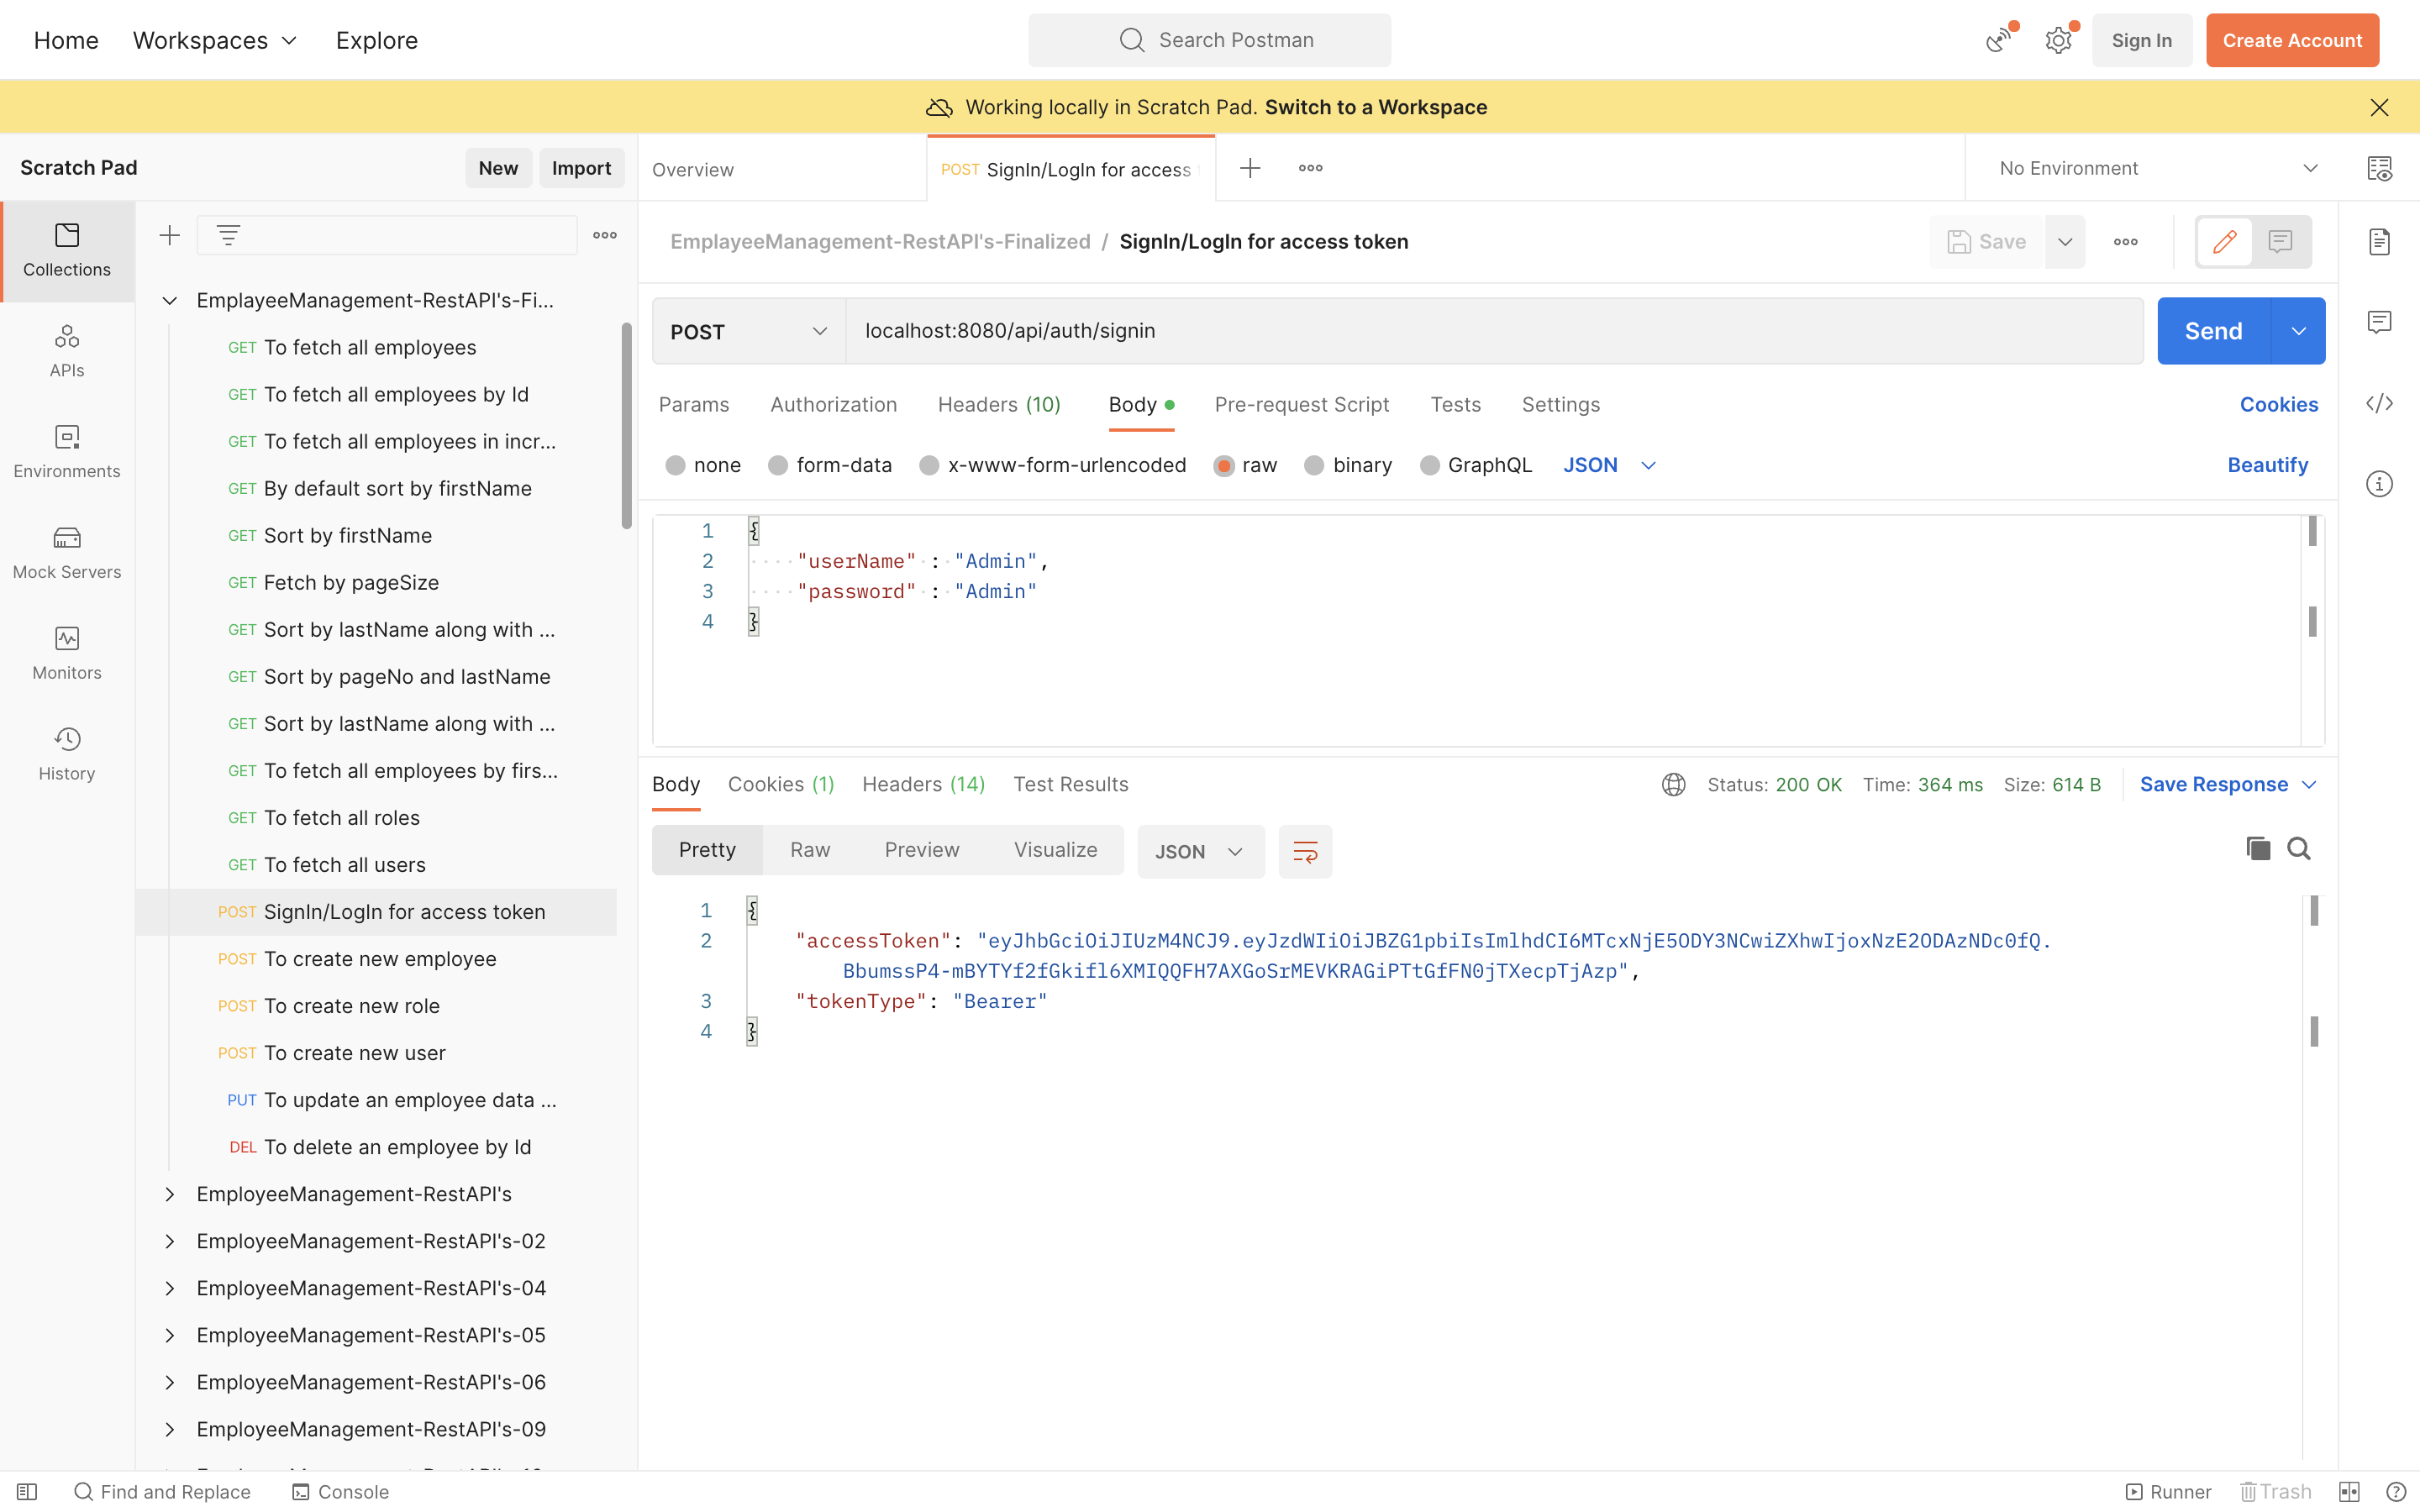 Home Workspaces Explore Search Postman Sign In Create Account
Working locally in Scratch Pad. Switch to a Workspace
Scratch Pad New Import
Overview POST SignIn/LogIn for access No Environment
Collections
APIs
Environments
Mock Servers
Monitors
History
EmplayeeManagement-RestAPI's-Fi...
GET To fetch all employees
GET To fetch all employees by Id
GET To fetch all employees in incr...
GET By default sort by firstName
GET Sort by firstName
GET Fetch by pageSize
GET Sort by lastName along with ...
GET Sort by pageNo and lastName
GET Sort by lastName along with ...
GET To fetch all employees by firs...
GET To fetch all roles
GET To fetch all users
POST SignIn/LogIn for access token
POST To create new employee
POST To create new role
POST To create new user
PUT To update an employee data ...
DEL To delete an employee by Id
EmployeeManagement-RestAPI's
EmployeeManagement-RestAPI's-02
EmployeeManagement-RestAPI's-04
EmployeeManagement-RestAPI's-05
EmployeeManagement-RestAPI's-06
EmployeeManagement-RestAPI's-09
EmplayeeManagement-RestAPI's-Finalized / SignIn/LogIn for access token Save
POST localhost:8080/api/auth/signin Send
Params Authorization Headers (10) Body Pre-request Script Tests Settings Cookies
none form-data x-www-form-urlencoded raw binary GraphQL JSON Beautify
1 {
2 "userName" : "Admin",
3 "password" : "Admin"
4 }
Body Cookies (1) Headers (14) Test Results Status: 200 OK Time: 364 ms Size: 614 B Save Response
Pretty Raw Preview Visualize JSON
1 {
2 "accessToken": "eyJhbGciOiJIUzM4NCJ9.eyJzdWIiOiJBZG1pbiIsImlhdCI6MTcxNjE5ODY3NCwiZXhwIjoxNzE2ODAzNDc0fQ.
BbumssP4-mBYTYf2fGkifl6XMIQQFH7AXGoSrMEVKRAGiPTtGfFN0jTXecpTjAzp",
3 "tokenType": "Bearer"
4 }
Find and Replace Console Runner Trash